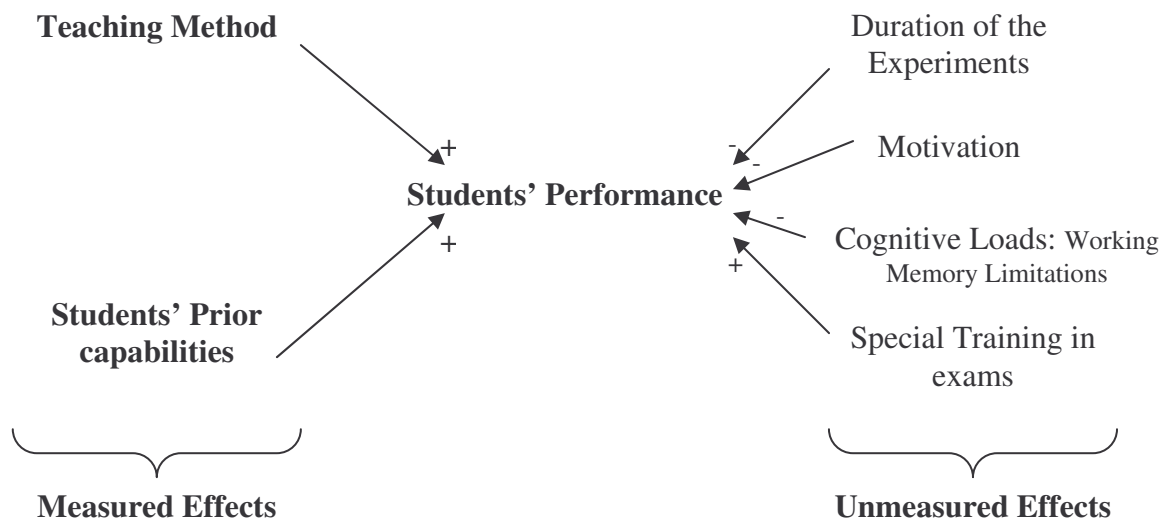 Teaching Method
+
Students’ Prior
capabilities
+
Measured Effects
Students’ Performance
Duration of the
Experiments
-
Motivation
-
Cognitive Loads: Working
Memory Limitations
-
Special Training in
exams
+
Unmeasured Effects